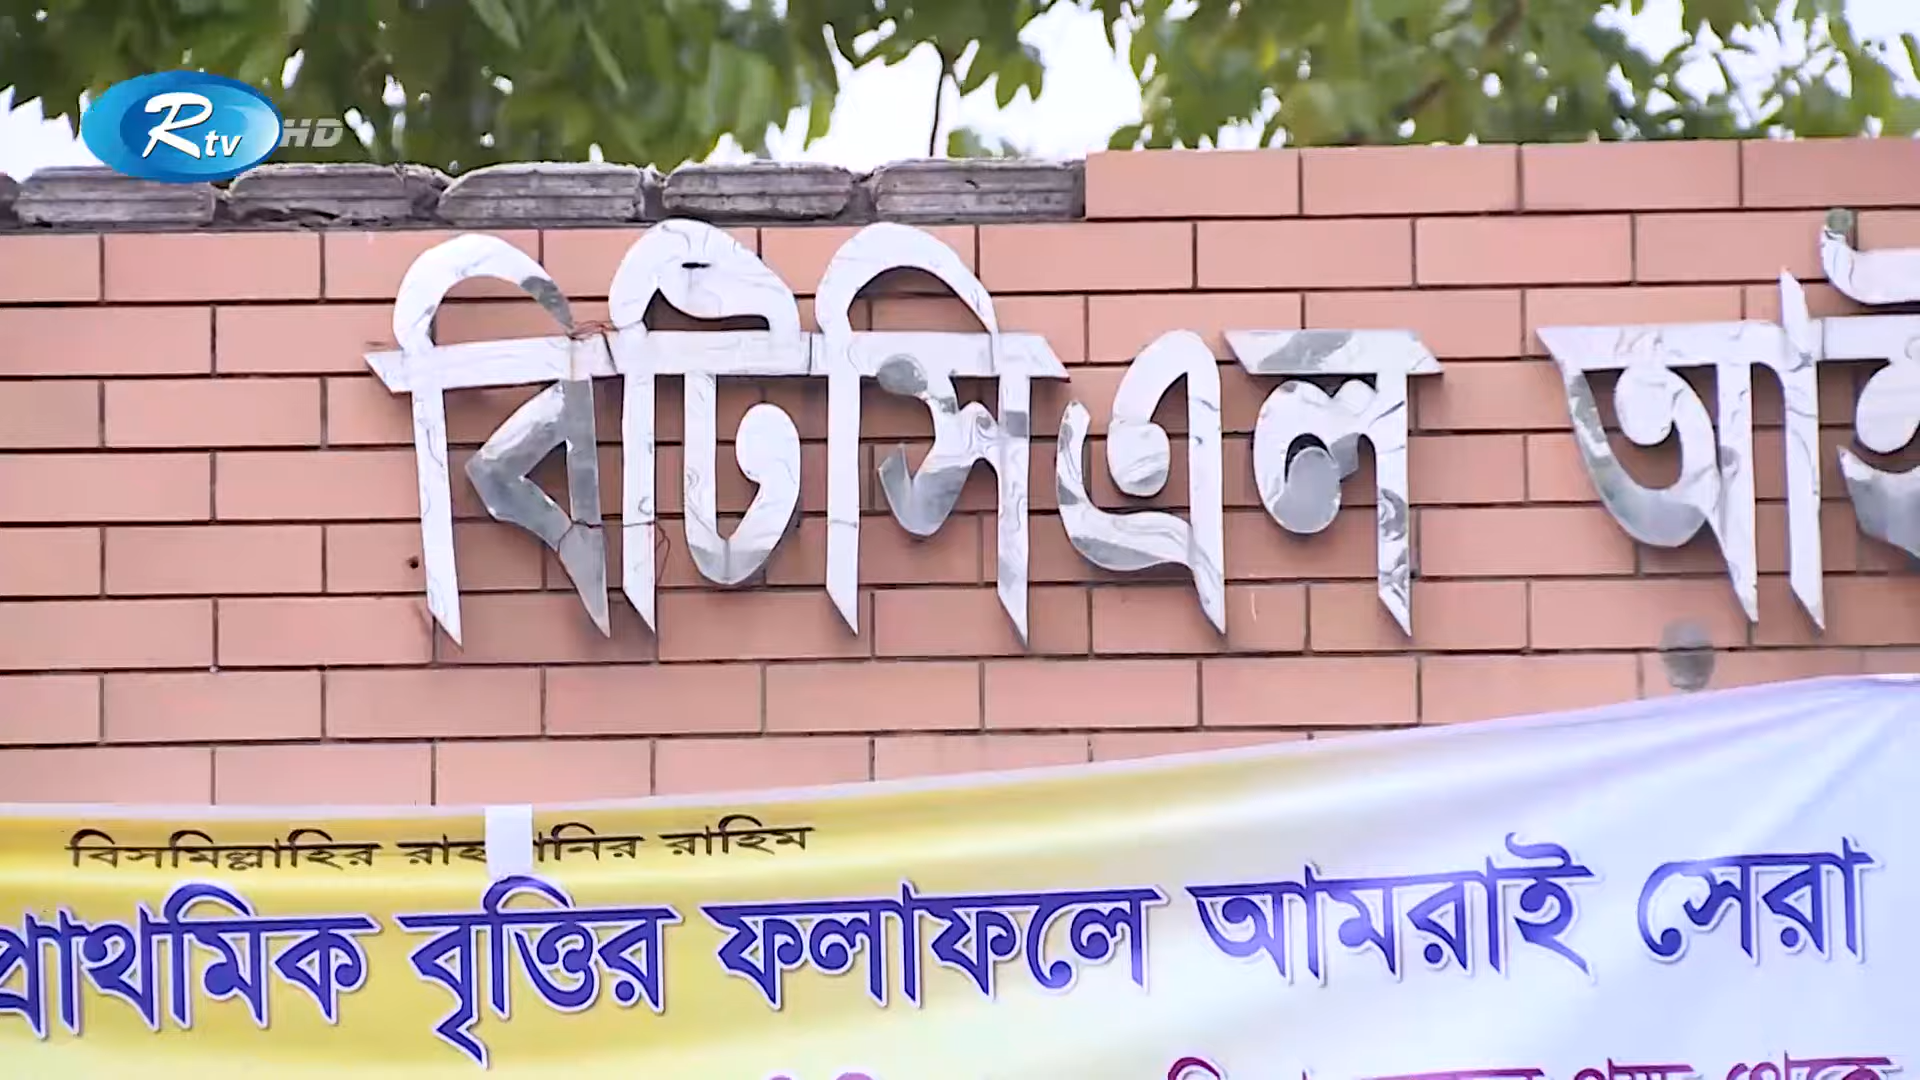 Rtv HD
বিটিসিএল
বিসমিল্লাহির রাহ ানির রাহিম
প্রাথমিক বৃত্তির ফলাফলে আমরাই সেরা
থেকে